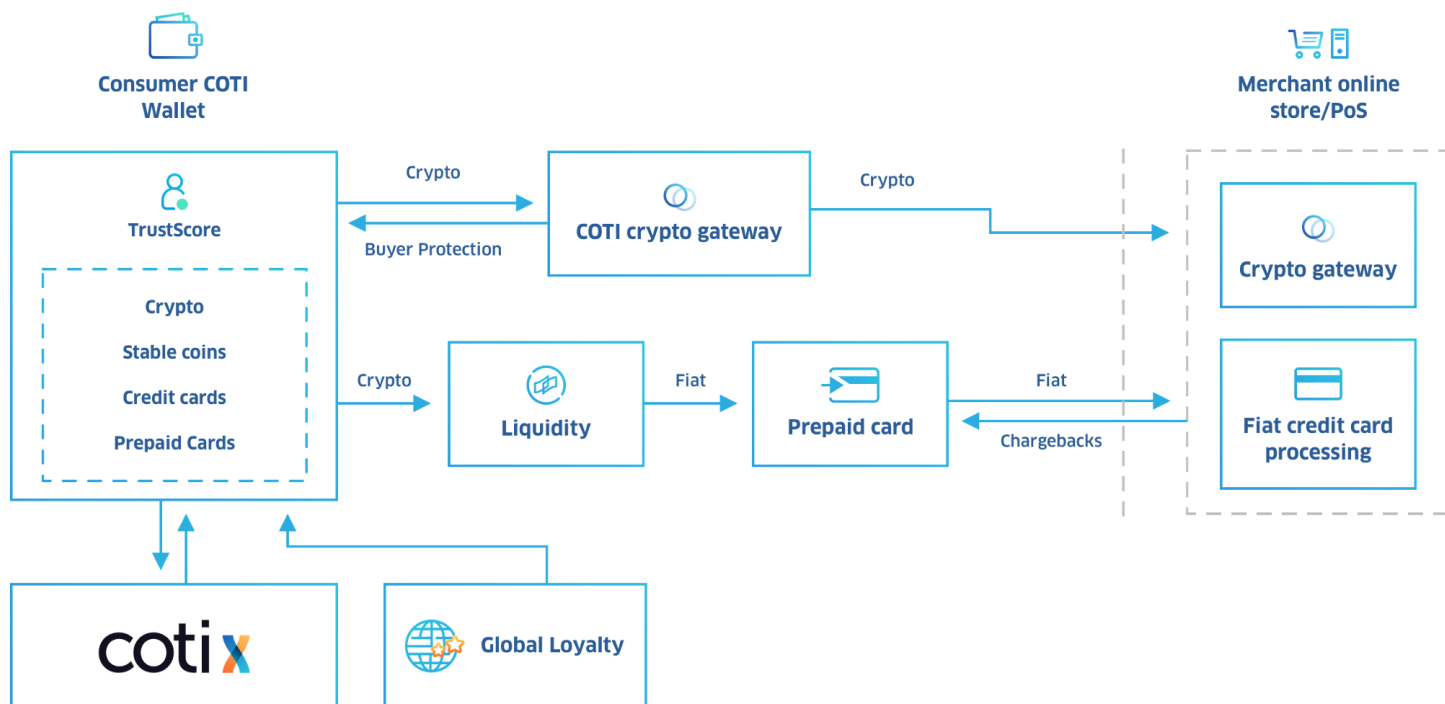 Consumer COTI
Wallet
Merchant online
store/PoS
TrustScore
Crypto
Stable coins
Credit cards
Prepaid Cards
Crypto
Buyer Protection
COTI crypto gateway
Crypto
Crypto gateway
Crypto
Liquidity
Fiat
Prepaid card
Fiat
Chargebacks
Fiat credit card
processing
coti x
Global Loyalty